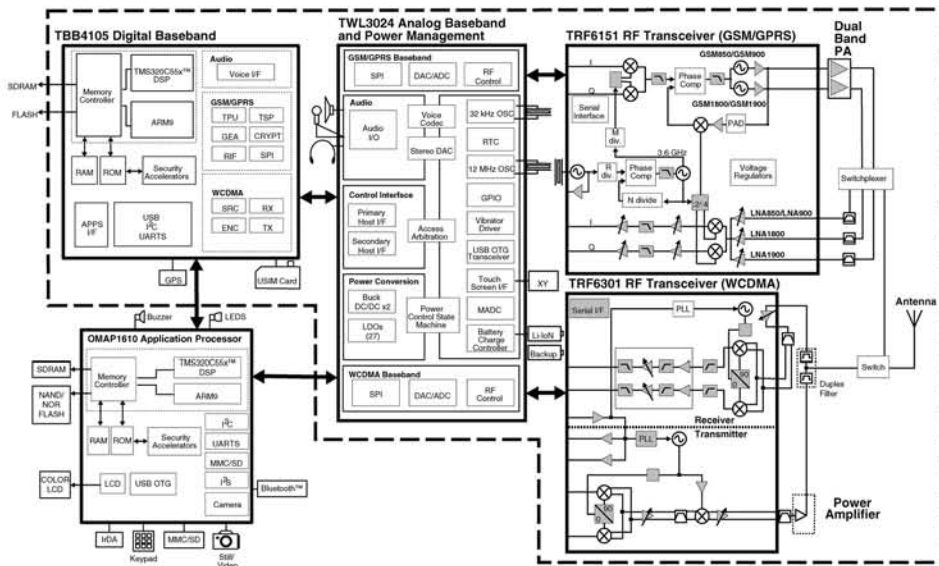 TBB4105 Digital Baseband
SDRAM
FLASH
Memory
Controller
TMS320C55x™
DSP
ARM9
RAM
ROM
Security
Accelerators
APPS
I/F
USB
I²C
UARTS
Audio
Voice I/F
GSM/GPRS
TPU
TSP
GEA
CRYPT
RIF
SPI
WCDMA
SRC
RX
ENC
TX
GPS
USIM Card
TWL3024 Analog Baseband
and Power Management
GSM/GPRS Baseband
SPI
DAC/ADC
RF
Control
Audio
Audio
I/O
Voice
Codec
Stereo DAC
32 kHz OSC
RTC
12 MHz OSC
GPIO
Control Interface
Primary
Host I/F
Secondary
Host I/F
Access
Arbitration
Vibrator
Driver
USB OTG
Transceiver
Touch
Screen I/F
XY
Power Conversion
Buck
DC/DC x2
LDOs
(27)
Power
Control State
Machine
MADC
Battery
Charge
Controller
Li-IoN
Backup
WCDMA Baseband
SPI
DAC/ADC
RF
Control
TRF6151 RF Transceiver (GSM/GPRS)
I
Q
Serial
Interface
M
div.
Phase
Comp
GSM850/GSM900
GSM1800/GSM1900
PAD
3.6 GHz
R
div.
Phase
Comp
N divide
Voltage
Regulators
I
Q
LNA850/LNA900
LNA1800
LNA1900
Dual
Band
PA
Switchplexer
Antenna
Switch
TRF6301 RF Transceiver (WCDMA)
Serial I/F
PLL
90
0
Receiver
Transmitter
Duplex
Filter
PLL
90
0
Power
Amplifier
Buzzer
LEDS
OMAP1610 Application Processor
SDRAM
NAND/
NOR
FLASH
Memory
Controller
TMS320C55x™
DSP
ARM9
RAM
ROM
Security
Accelerators
I²C
UARTS
MMC/SD
I²S
Camera
COLOR
LCD
LCD
USB OTG
Bluetooth™
IrDA
Keypad
MMC/SD
Still/
Video